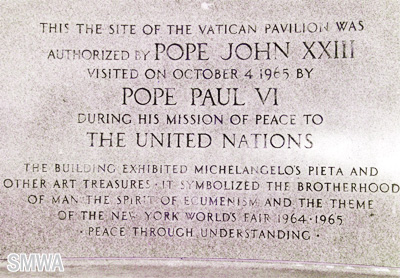 THIS THE SITE OF THE VATICAN PAVILION WAS
AUTHORIZED BY POPE JOHN XXIII
VISITED ON OCTOBER 4 1965 BY
POPE PAUL VI
DURING HIS MISSION OF PEACE TO
THE UNITED NATIONS
THE BUILDING EXHIBITED MICHELANGELO'S PIETA AND
OTHER ART TREASURES · IT SYMBOLIZED THE BROTHERHOOD
OF MAN THE SPIRIT OF ECUMENISM AND THE THEME
OF THE NEW YORK WORLD'S FAIR 1964-1965
· PEACE THROUGH UNDERSTANDING ·
SMWA